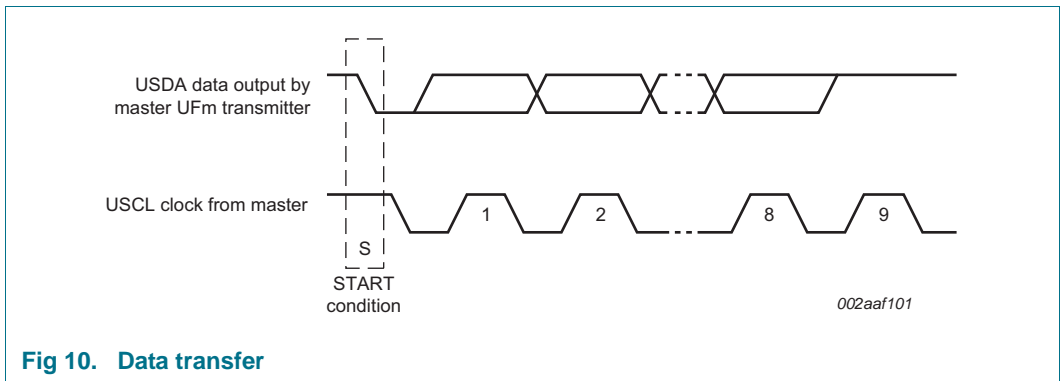 USDA data output by
master UFm transmitter
USCL clock from master
1
2
8
9
S
START
condition
002aaf101
Fig 10. Data transfer